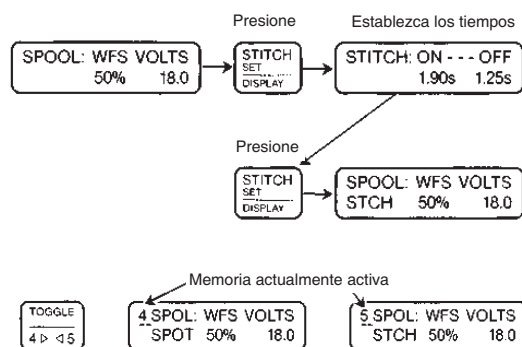 Presione
Establezca los tiempos
SPOOL: WFS VOLTS
50% 18.0
STITCH
SET
DISPLAY
STITCH: ON - - - OFF
1.90s 1.25s
Presione
STITCH
SET
DISPLAY
SPOOL: WFS VOLTS
STCH 50% 18.0
Memoria actualmente activa
TOGGLE
4 ▷ ◁ 5
4 SPOL: WFS VOLTS
SPOT 50% 18.0
5 SPOL: WFS VOLTS
STCH 50% 18.0